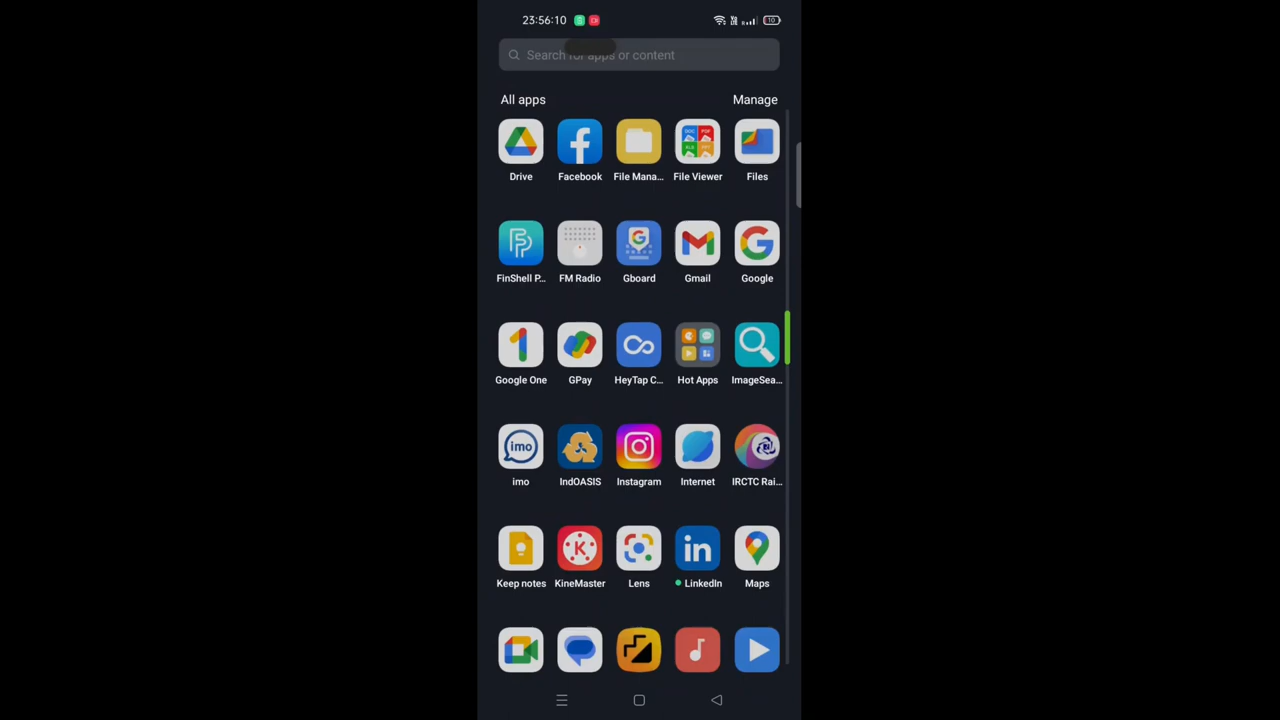 23:56:10 10
Search for apps or content
All apps Manage
Drive Facebook File Mana... File Viewer Files
FinShell P... FM Radio Gboard Gmail Google
Google One GPay HeyTap C... Hot Apps ImageSea...
imo
imo IndOASIS Instagram Internet IRCTC Rai...
Keep notes KineMaster Lens LinkedIn Maps